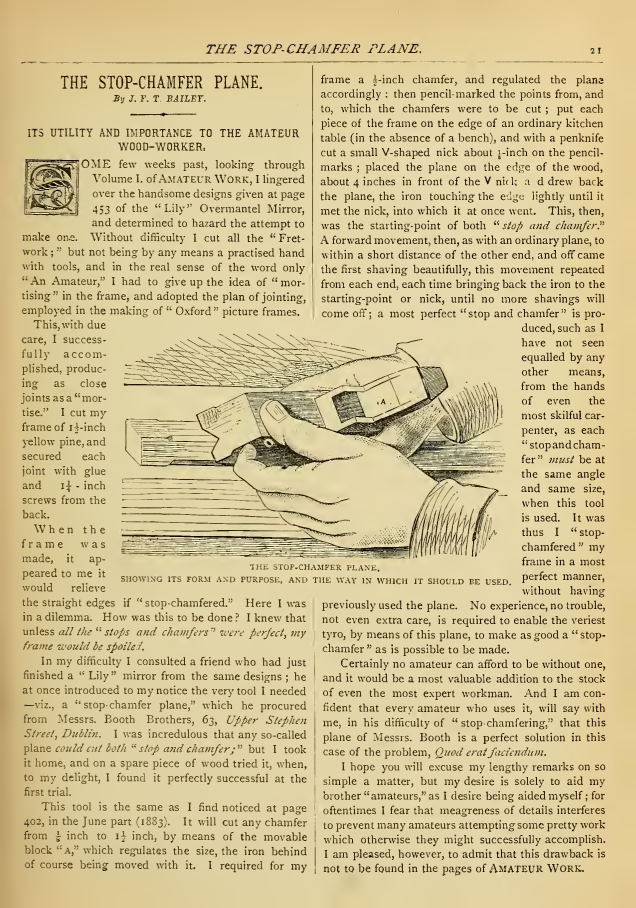 THE STOP-CHAMFER PLANE.
21
THE STOP-CHAMFER PLANE.
By J. F. T. BAILEY.
ITS UTILITY AND IMPORTANCE TO THE AMATEUR
WOOD-WORKER.
SOME few weeks past, looking through
Volume I. of AMATEUR WORK, I lingered
over the handsome designs given at page
453 of the "Lily" Overmantel Mirror,
and determined to hazard the attempt to
make one. Without difficulty I cut all the "Fret-
work;" but not being by any means a practised hand
with tools, and in the real sense of the word only
"An Amateur," I had to give up the idea of "mor-
tising" in the frame, and adopted the plan of jointing,
employed in the making of "Oxford" picture frames.
This, with due
care, I success-
fully accom-
plished, produc-
ing as close
joints as a "mor-
tise." I cut my
frame of 1½-inch
yellow pine, and
secured each
joint with glue
and 1¼-inch
screws from the
back.
When the
frame was
made, it ap-
peared to me it
would relieve
the straight edges if "stop-chamfered." Here I was
in a dilemma. How was this to be done? I knew that
unless all the "stops and chamfers" were perfect, my
frame would be spoiled.
In my difficulty I consulted a friend who had just
finished a "Lily" mirror from the same designs; he
at once introduced to my notice the very tool I needed
—viz., a "stop-chamfer plane," which he procured
from Messrs. Booth Brothers, 63, Upper Stephen
Street, Dublin. I was incredulous that any so-called
plane could cut both "stop and chamfer;" but I took
it home, and on a spare piece of wood tried it, when,
to my delight, I found it perfectly successful at the
first trial.
This tool is the same as I find noticed at page
402, in the June part (1883). It will cut any chamfer
from inch to 1½ inch, by means of the movable
block "A," which regulates the size, the iron behind
of course being moved with it. I required for my
frame a ½-inch chamfer, and regulated the plane
accordingly: then pencil-marked the points from, and
to, which the chamfers were to be cut; put each
piece of the frame on the edge of an ordinary kitchen
table (in the absence of a bench), and with a penknife
cut a small V-shaped nick about -inch on the pencil-
marks; placed the plane on the edge of the wood,
about 4 inches in front of the V nick a d drew back
the plane, the iron touching the edge lightly until it
met the nick, into which it at once went. This, then,
was the starting-point of both "stop and chamfer."
A forward movement, then, as with an ordinary plane, to
within a short distance of the other end, and off came
the first shaving beautifully, this movement repeated
from each end, each time bringing back the iron to the
starting-point or nick, until no more shavings will
come off; a most perfect "stop and chamfer" is pro-
duced, such as I
have not seen
equalled by any
other means,
from the hands
of even the
most skilful car-
penter, as each
"stop and cham-
fer" must be at
the same angle
and same size,
when this tool
is used. It was
thus I "stop-
chamfered" my
frame in a most
perfect manner,
without having
previously used the plane. No experience, no trouble,
not even extra care, is required to enable the veriest
tyro, by means of this plane, to make as good a "stop-
chamfer" as is possible to be made.
Certainly no amateur can afford to be without one,
and it would be a most valuable addition to the stock
of even the most expert workman. And I am con-
fident that every amateur who uses it, will say with
me, in his difficulty of "stop-chamfering," that this
plane of Messrs. Booth is a perfect solution in this
case of the problem, Quod erat faciendum.
I hope you will excuse my lengthy remarks on so
simple a matter, but my desire is solely to aid my
brother "amateurs," as I desire being aided myself; for
oftentimes I fear that meagreness of details interferes
to prevent many amateurs attempting some pretty work
which otherwise they might successfully accomplish.
I am pleased, however, to admit that this drawback is
not to be found in the pages of AMATEUR WORK.
A
THE STOP-CHAMFER PLANE,
SHOWING ITS FORM AND PURPOSE, AND THE WAY IN WHICH IT SHOULD BE USED.